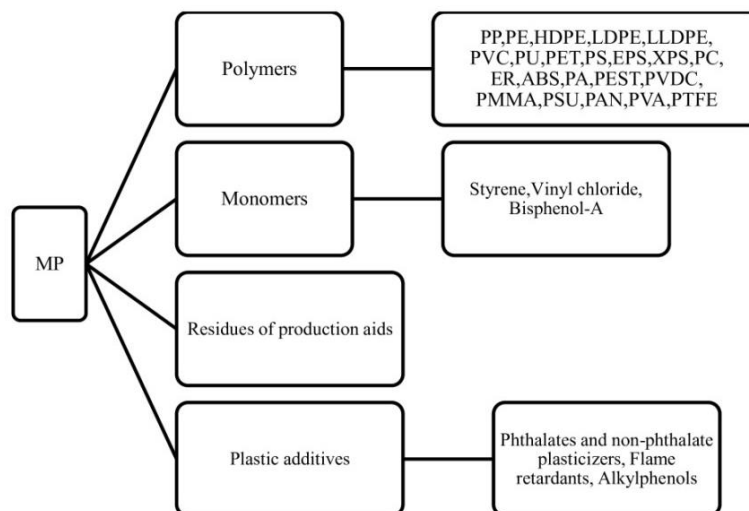 MP
Polymers
PP,PE,HDPE,LDPE,LLDPE,
PVC,PU,PET,PS,EPS,XPS,PC,
ER,ABS,PA,PEST,PVDC,
PMMA,PSU,PAN,PVA,PTFE
Monomers
Styrene,Vinyl chloride,
Bisphenol-A
Residues of production aids
Plastic additives
Phthalates and non-phthalate
plasticizers, Flame
retardants, Alkylphenols